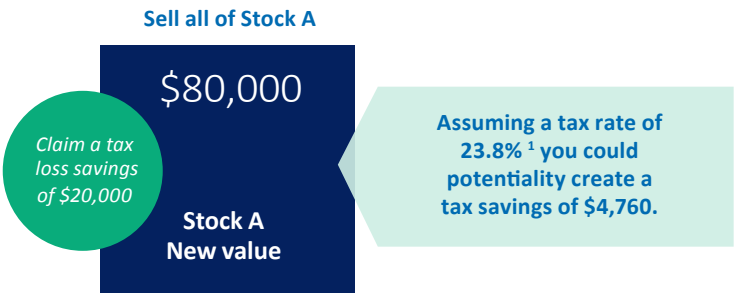 Sell all of Stock A
$80,000
Claim a tax
loss savings
of $20,000
Stock A
New value
Assuming a tax rate of
23.8% ¹ you could
potentiality create a
tax savings of $4,760.